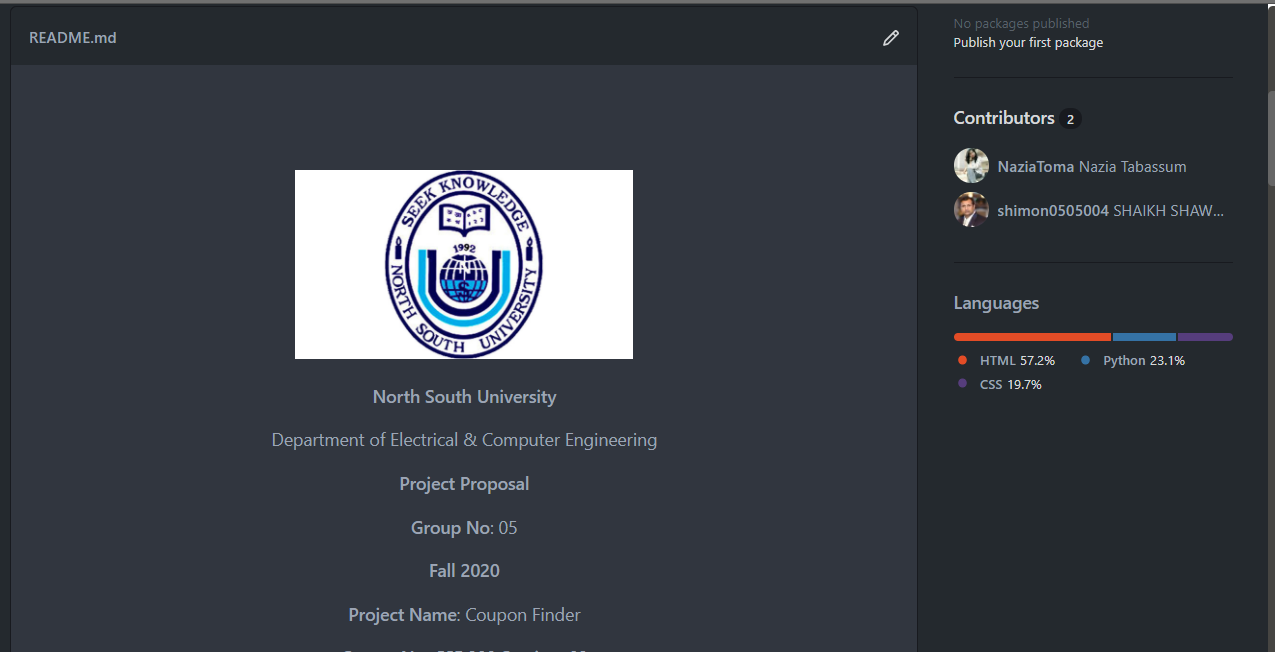 README.md
SEEK KNOWLEDGE
1992
NORTH SOUTH UNIVERSITY
North South University
Department of Electrical & Computer Engineering
Project Proposal
Group No: 05
Fall 2020
Project Name: Coupon Finder
No packages published
Publish your first package
Contributors 2
NaziaToma Nazia Tabassum
shimon0505004 SHAIKH SHAW...
Languages
HTML 57.2% Python 23.1%
CSS 19.7%